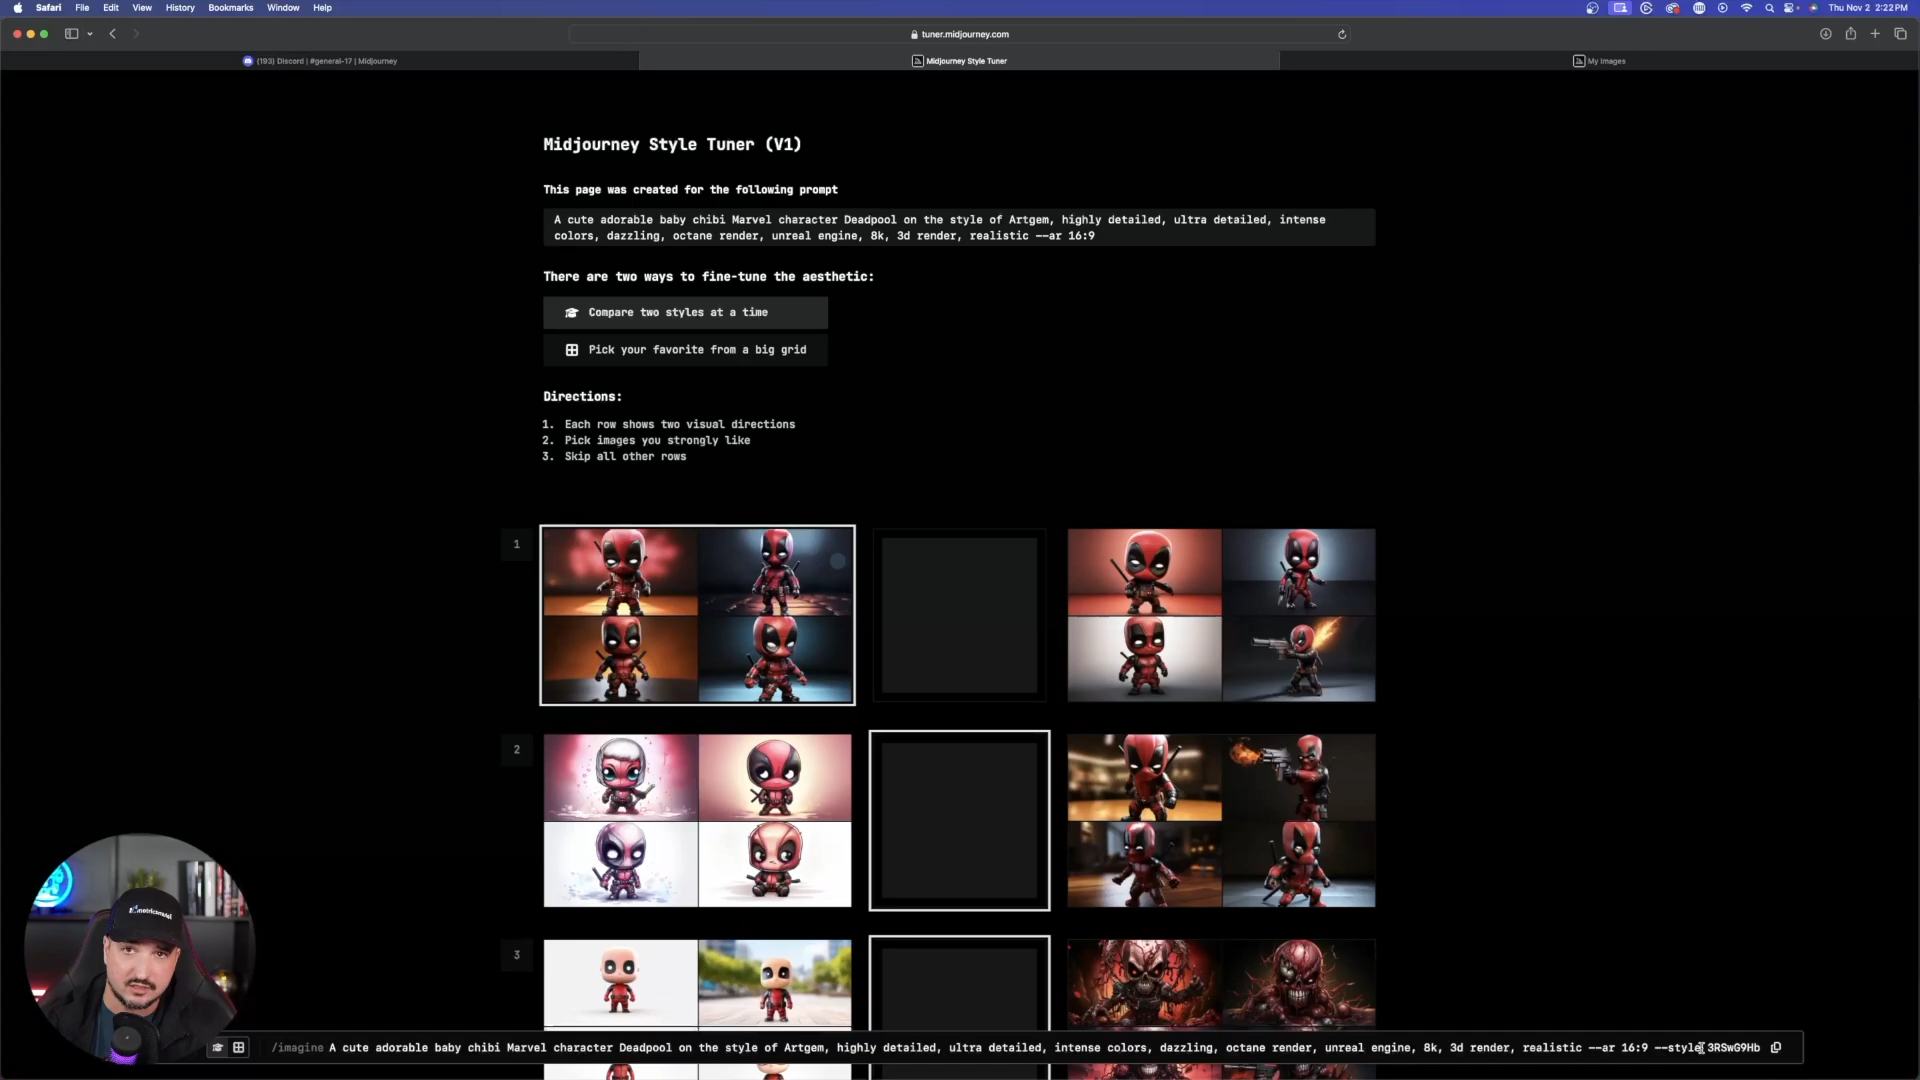 Safari File Edit View History Bookmarks Window Help
Thu Nov 2 2:22 PM
tuner.midjourney.com
(193) Discord | #general-17 | Midjourney
Midjourney Style Tuner
My Images
Midjourney Style Tuner (V1)
This page was created for the following prompt
A cute adorable baby chibi Marvel character Deadpool on the style of Artgem, highly detailed, ultra detailed, intense
colors, dazzling, octane render, unreal engine, 8k, 3d render, realistic --ar 16:9
There are two ways to fine-tune the aesthetic:
Compare two styles at a time
Pick your favorite from a big grid
Directions:
1. Each row shows two visual directions
2. Pick images you strongly like
3. Skip all other rows
1
2
3
/imagine A cute adorable baby chibi Marvel character Deadpool on the style of Artgem, highly detailed, ultra detailed, intense colors, dazzling, octane render, unreal engine, 8k, 3d render, realistic --ar 16:9 --style 3RSwG9Hb